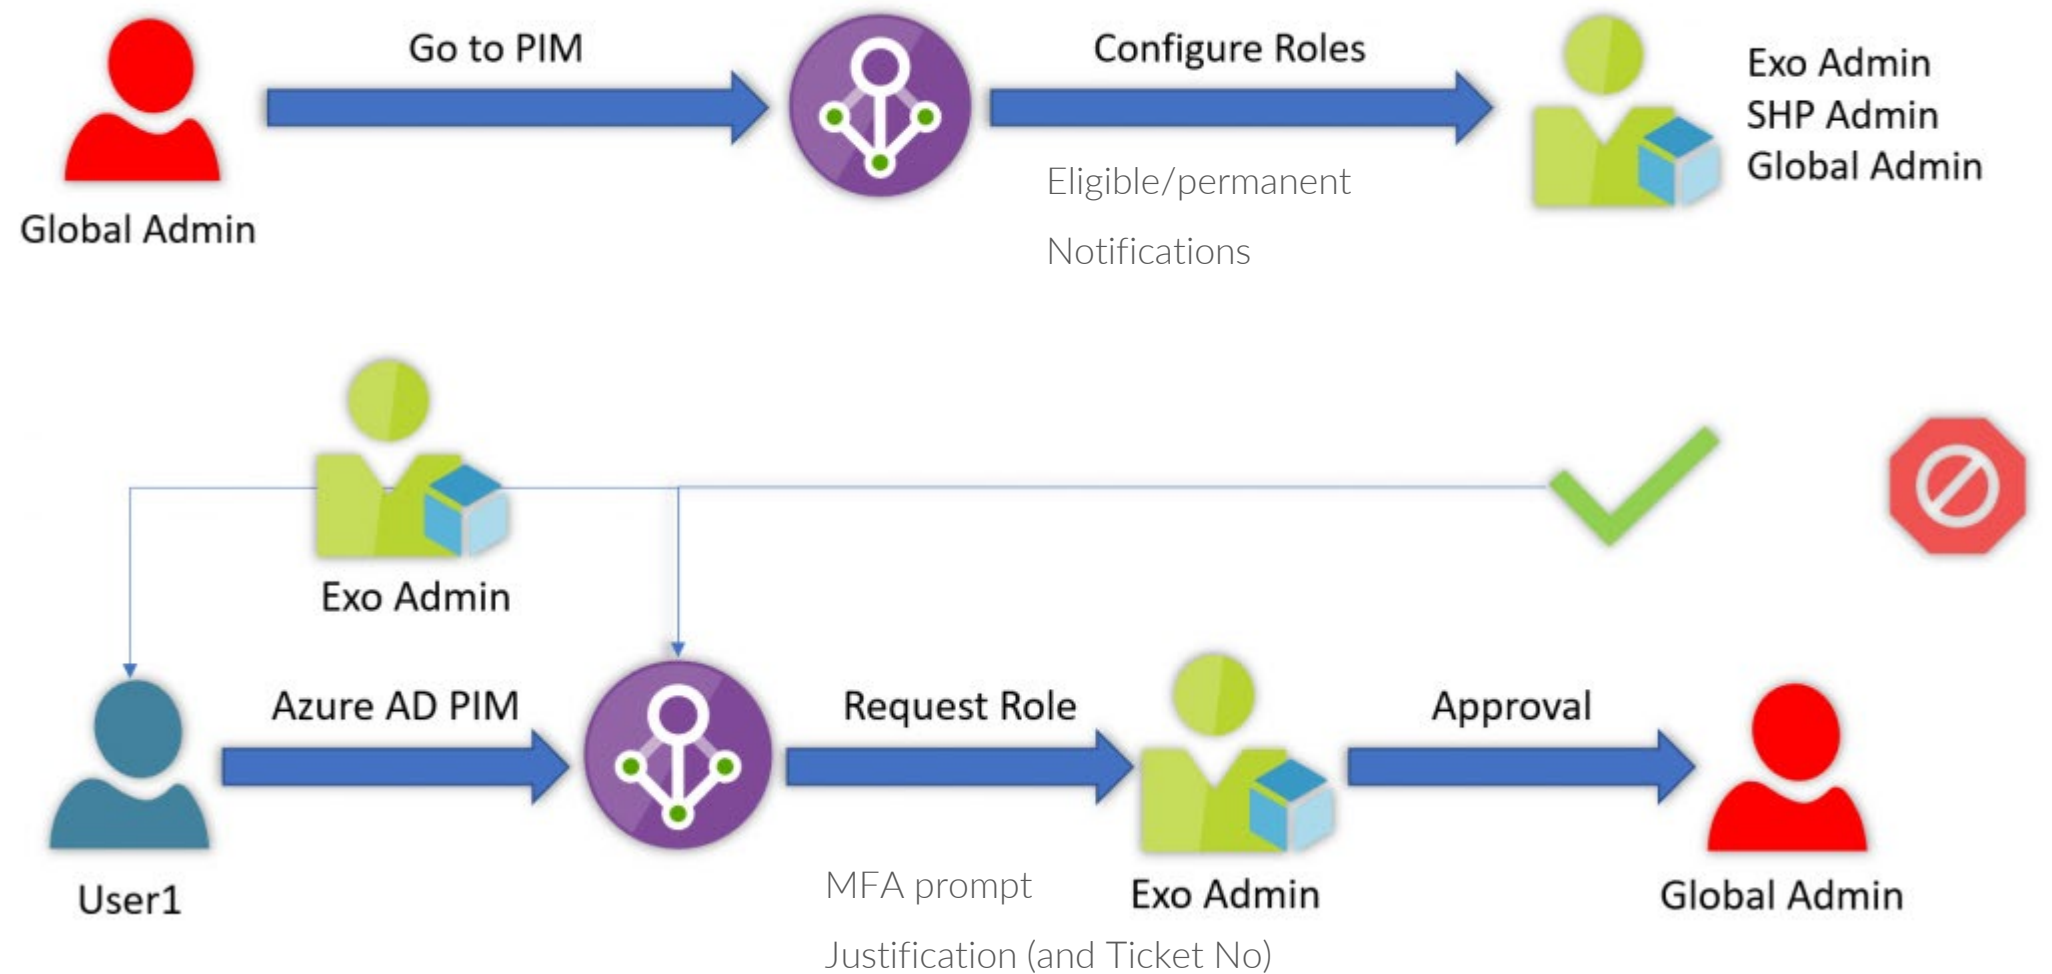 Go to PIM
Configure Roles
Exo Admin
SHP Admin
Global Admin
Eligible/permanent
Notifications
Global Admin
Exo Admin
Azure AD PIM
Request Role
Approval
User1
MFA prompt
Justification (and Ticket No)
Exo Admin
Global Admin